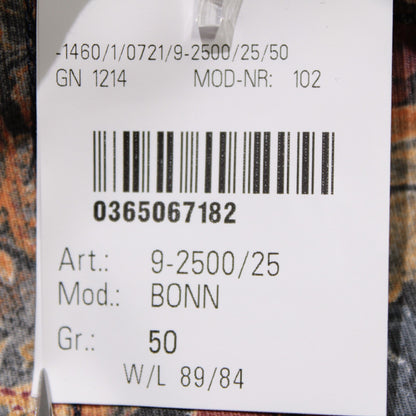 -1460/1/0721/9-2500/25/50
GN 1214 MOD-NR: 102
0365067182
Art.: 9-2500/25
Mod.: BONN
Gr.: 50
W/L 89/84